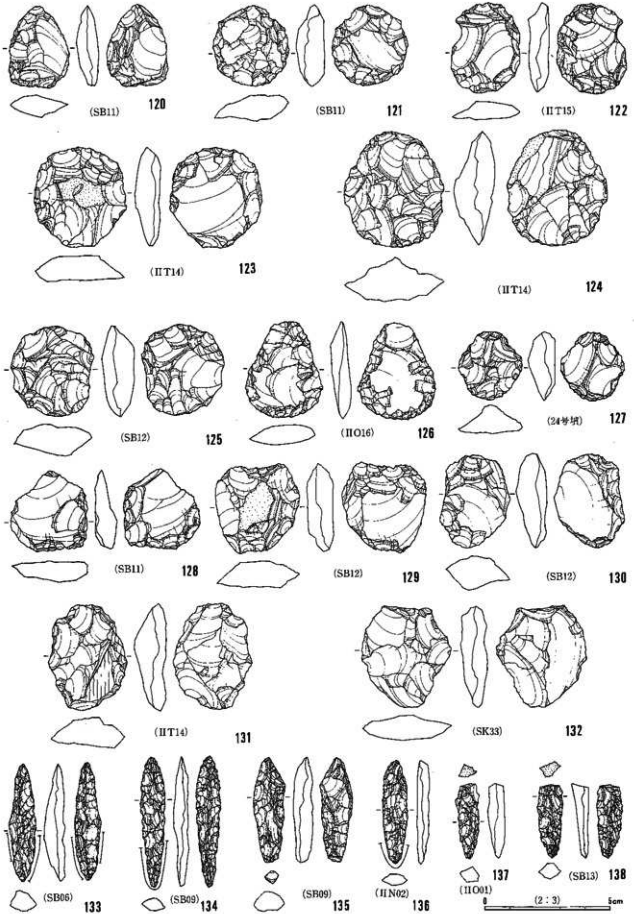 (SB11) 120
(SB11) 121
(IIT15) 122
(IIT14) 123
(IIT14) 124
(SB12) 125
(IIO16) 126
(24号墳) 127
(SB11) 128
(SB12) 129
(SB12) 130
(IIT14) 131
(SK33) 132
(SB06) 133
(SB09) 134
(SB09) 135
(IIN02) 136
(IIO01) 137
(SB13) 138
0 (2:3) 5cm